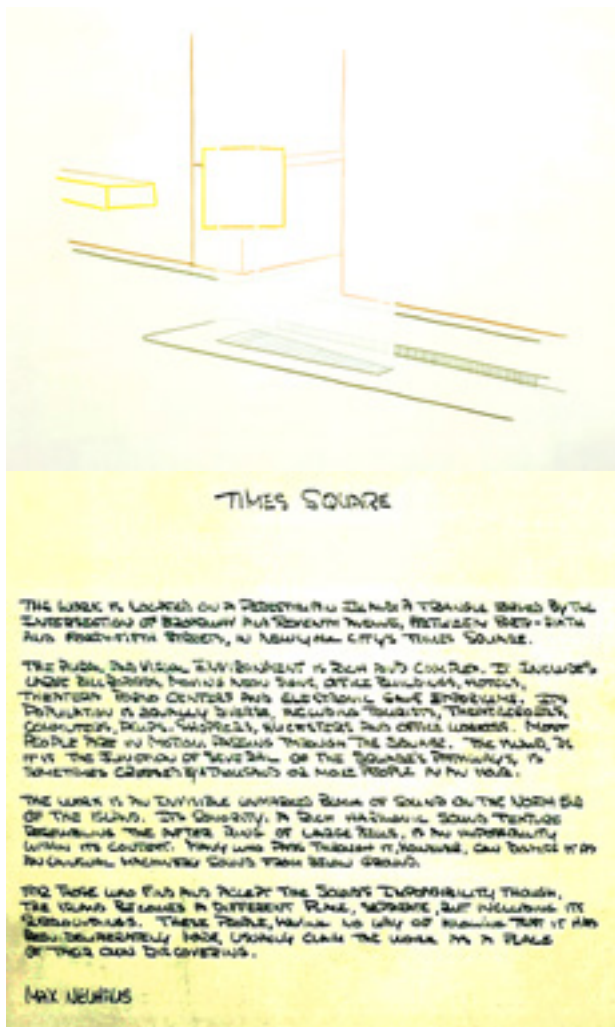 TIMES SQUARE
THE WORK IS LOCATED ON A PEDESTRIAN ISLAND: A TRIANGLE FORMED BY THE
INTERSECTION OF BROADWAY AND SEVENTH AVENUE, BETWEEN FORTY-SIXTH
AND FORTY-FIFTH STREETS, IN NEW YORK CITY'S TIMES SQUARE.
THE AURAL AND VISUAL ENVIRONMENT IS RICH AND COMPLEX. IT INCLUDES
LARGE BILLBOARDS, MOVING NEON SIGNS, OFFICE BUILDINGS, HOTELS,
THEATERS, PORNO CENTERS AND ELECTRONIC GAME EMPORIUMS. ITS
POPULATION IS EQUALLY DIVERSE, INCLUDING TOURISTS, THEATERGOERS,
COMMUTERS, PIMPS, SHOPPERS, HUCKSTERS AND OFFICE WORKERS. MOST
PEOPLE ARE IN MOTION, PASSING THROUGH THE SQUARE. THE ISLAND, AS
IT IS THE JUNCTION OF SEVERAL OF THE SQUARE'S PATHWAYS, IS
SOMETIMES CROSSED BY A THOUSAND OR MORE PEOPLE IN AN HOUR.
THE WORK IS AN INVISIBLE UNMARKED BLOCK OF SOUND ON THE NORTH END
OF THE ISLAND. ITS SONORITY, A RICH HARMONIC SOUND TEXTURE
RESEMBLING THE AFTER RING OF LARGE BELLS, IS AN IMPOSSIBILITY
WITHIN ITS CONTEXT. MANY WHO PASS THROUGH IT, HOWEVER, CAN DISMISS IT AS
AN UNUSUAL MACHINERY SOUND FROM BELOW GROUND.
FOR THOSE WHO FIND AND ACCEPT THE SOUND'S IMPOSSIBILITY THOUGH,
THE ISLAND BECOMES A DIFFERENT PLACE, SEPARATE, BUT INCLUDING ITS
SURROUNDINGS. THESE PEOPLE, HAVING NO WAY OF KNOWING THAT IT HAS
BEEN DELIBERATELY MADE, USUALLY CLAIM THE WORK AS A PLACE
OF THEIR OWN DISCOVERING.
MAX NEUHAUS